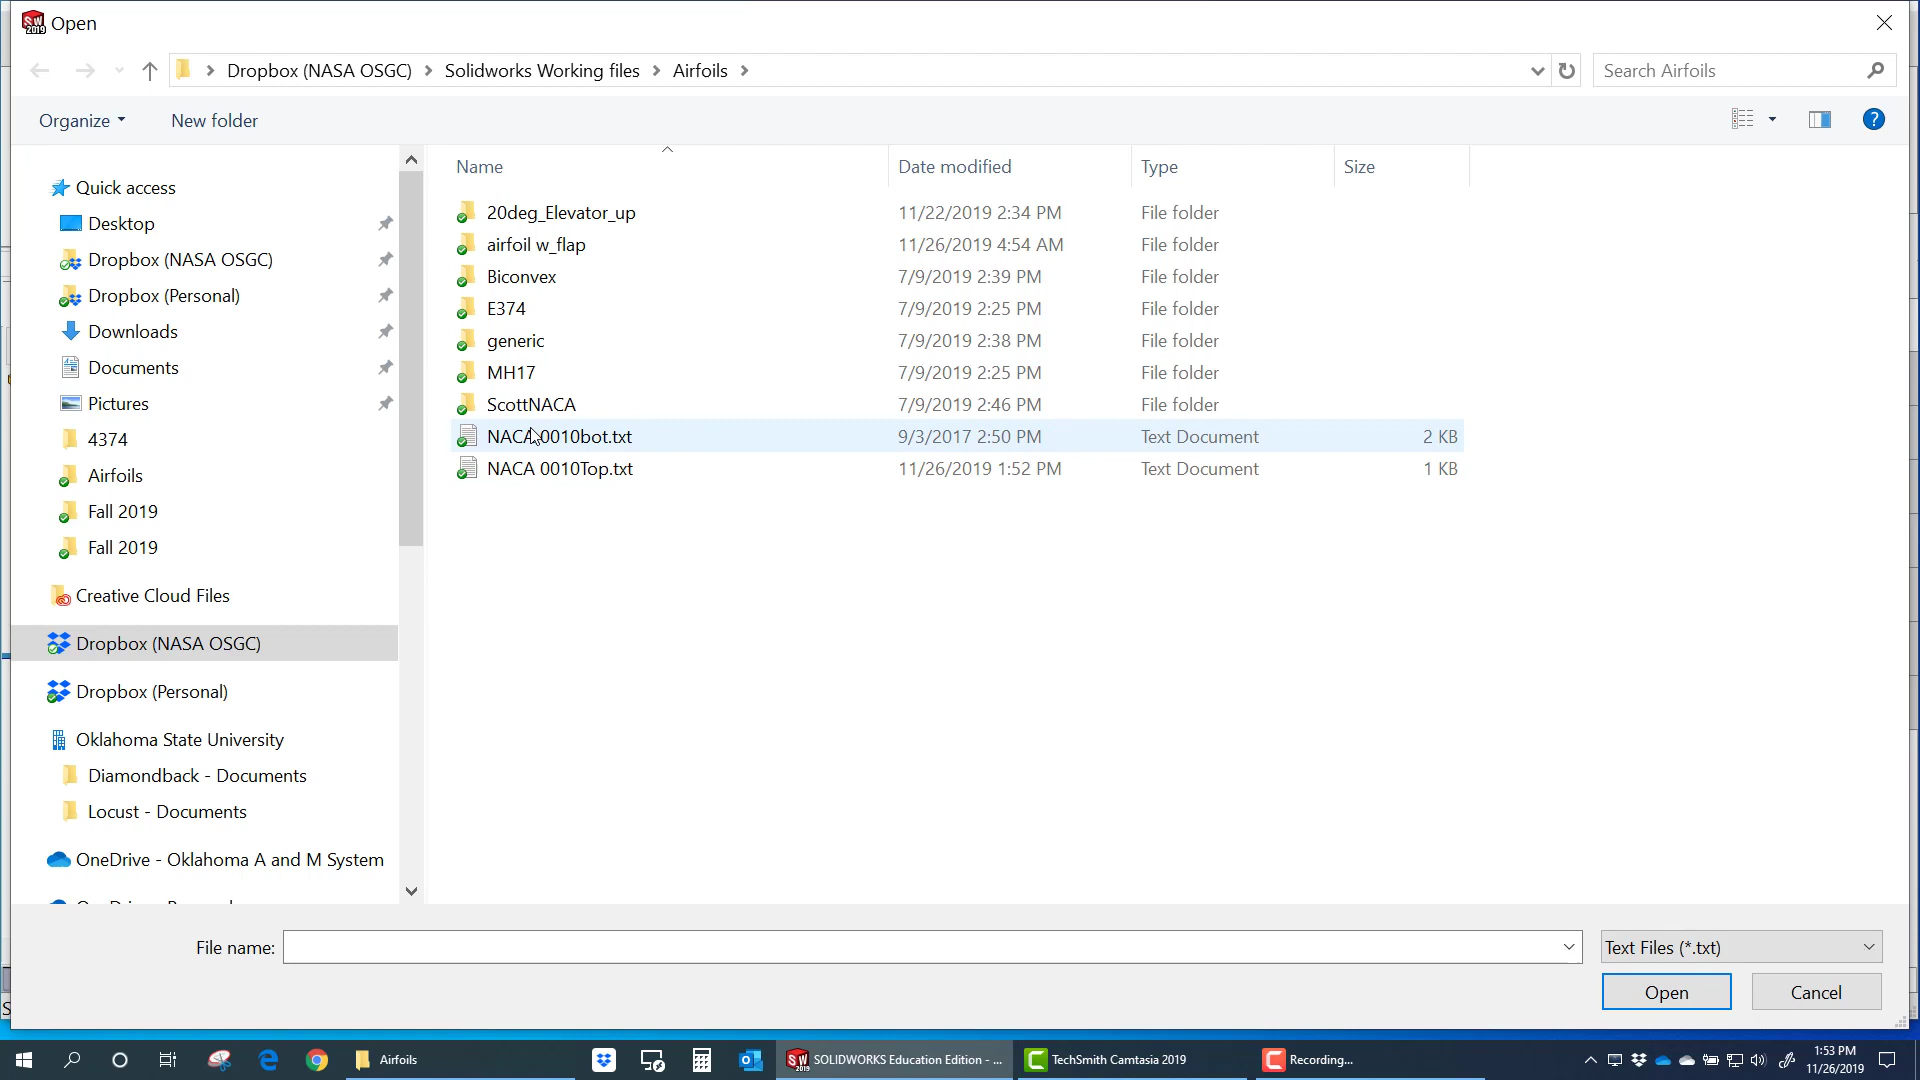 SW 2019 Open
Dropbox (NASA OSGC) Solidworks Working files Airfoils Search Airfoils
Organize New folder ?
Name Date modified Type Size
Quick access
Desktop
Dropbox (NASA OSGC)
Dropbox (Personal)
Downloads
Documents
Pictures
4374
Airfoils
Fall 2019
Fall 2019
Creative Cloud Files
Dropbox (NASA OSGC)
Dropbox (Personal)
Oklahoma State University
Diamondback - Documents
Locust - Documents
OneDrive - Oklahoma A and M System
20deg_Elevator_up 11/22/2019 2:34 PM File folder
airfoil w_flap 11/26/2019 4:54 AM File folder
Biconvex 7/9/2019 2:39 PM File folder
E374 7/9/2019 2:25 PM File folder
generic 7/9/2019 2:38 PM File folder
MH17 7/9/2019 2:25 PM File folder
ScottNACA 7/9/2019 2:46 PM File folder
NACA 0010bot.txt 9/3/2017 2:50 PM Text Document 2 KB
NACA 0010Top.txt 11/26/2019 1:52 PM Text Document 1 KB
File name: Text Files (*.txt)
Open Cancel
Airfoils SW 2019 SOLIDWORKS Education Edition - ... TechSmith Camtasia 2019 Recording... 1:53 PM
11/26/2019